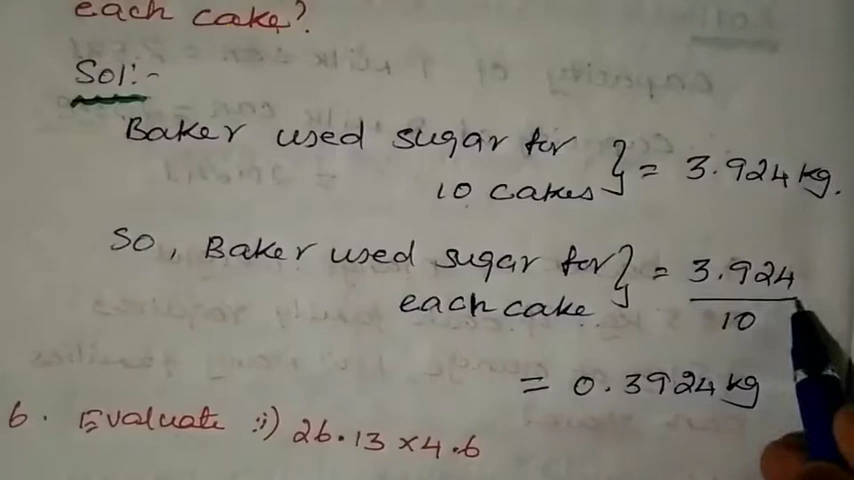 each cake?
Sol:-
Baker used sugar for
10 cakes } = 3.924 kg.
So, Baker used sugar for
each cake } = 3.924
10
= 0.3924 kg
6. Evaluate i) 26.13 × 4.6